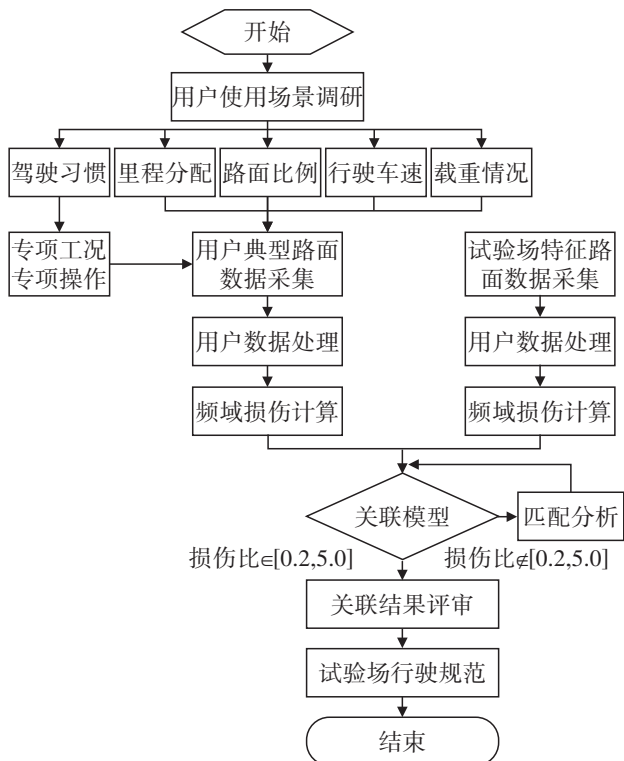 开始
用户使用场景调研
驾驶习惯
里程分配
路面比例
行驶车速
载重情况
专项工况
专项操作
用户典型路面
数据采集
试验场特征路
面数据采集
用户数据处理
用户数据处理
频域损伤计算
频域损伤计算
关联模型
匹配分析
损伤比∈[0.2,5.0]
损伤比∉[0.2,5.0]
关联结果评审
试验场行驶规范
结束